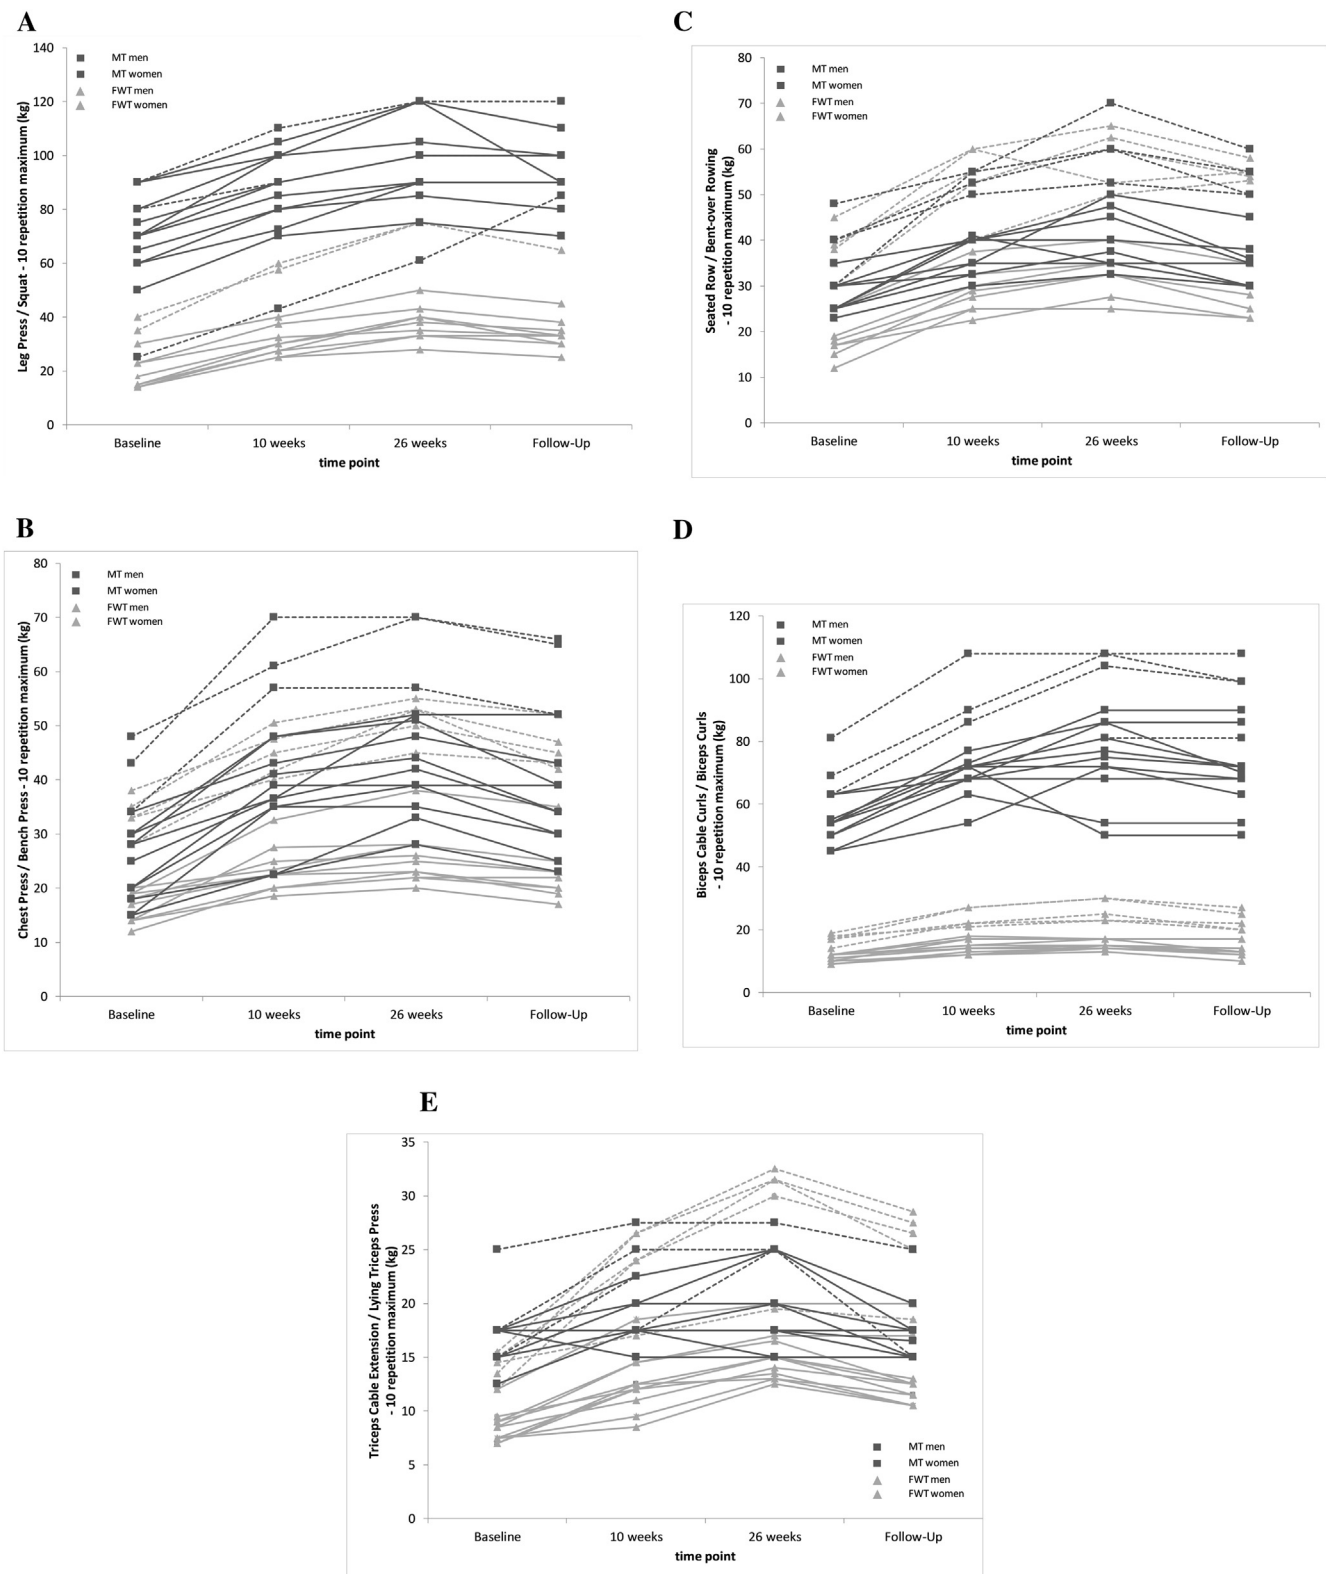 A
Leg Press / Squat - 10 repetition maximum (kg)
140
120
100
80
60
40
20
0
MT men
MT women
FWT men
FWT women
Baseline
10 weeks
26 weeks
Follow-Up
time point
C
Seated Row / Bent-over Rowing
- 10 repetition maximum (kg)
80
70
60
50
40
30
20
10
0
MT men
MT women
FWT men
FWT women
Baseline
10 weeks
26 weeks
Follow-Up
time point
B
Chest Press / Bench Press - 10 repetition maximum (kg)
80
70
60
50
40
30
20
10
0
MT men
MT women
FWT men
FWT women
Baseline
10 weeks
26 weeks
Follow-Up
time point
D
Biceps Cable Curls / Biceps Curls
- 10 repetition maximum (kg)
120
100
80
60
40
20
0
MT men
MT women
FWT men
FWT women
Baseline
10 weeks
26 weeks
Follow-Up
time point
E
Triceps Cable Extension / Lying Triceps Press
- 10 repetition maximum (kg)
35
30
25
20
15
10
5
0
MT men
MT women
FWT men
FWT women
Baseline
10 weeks
26 weeks
Follow-Up
time point